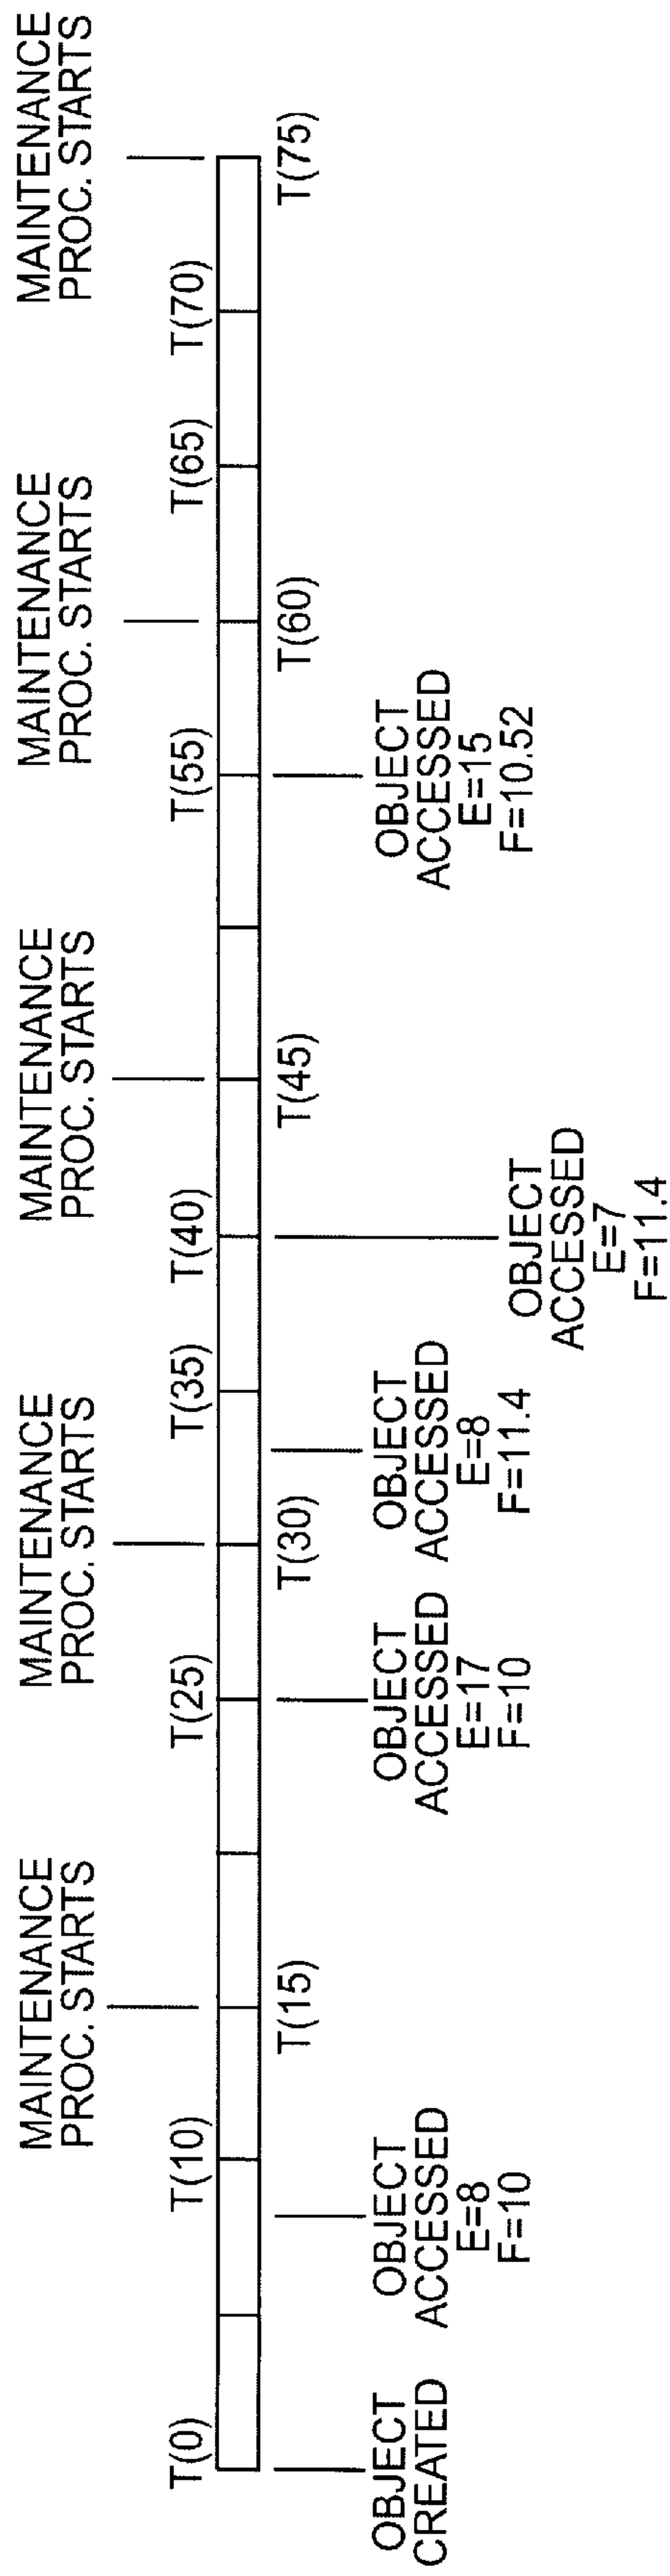 MAINTENANCE
PROC. STARTS
MAINTENANCE
PROC. STARTS
MAINTENANCE
PROC. STARTS
MAINTENANCE
PROC. STARTS
MAINTENANCE
PROC. STARTS
T(0)
T(10)
T(25)
T(35)
T(40)
T(55)
T(65)
T(70)
T(15)
T(30)
T(45)
T(60)
T(75)
OBJECT
CREATED
OBJECT
ACCESSED
E=8
F=10
OBJECT
ACCESSED
E=17
F=10
OBJECT
ACCESSED
E=8
F=11.4
OBJECT
ACCESSED
E=7
F=11.4
OBJECT
ACCESSED
E=15
F=10.52